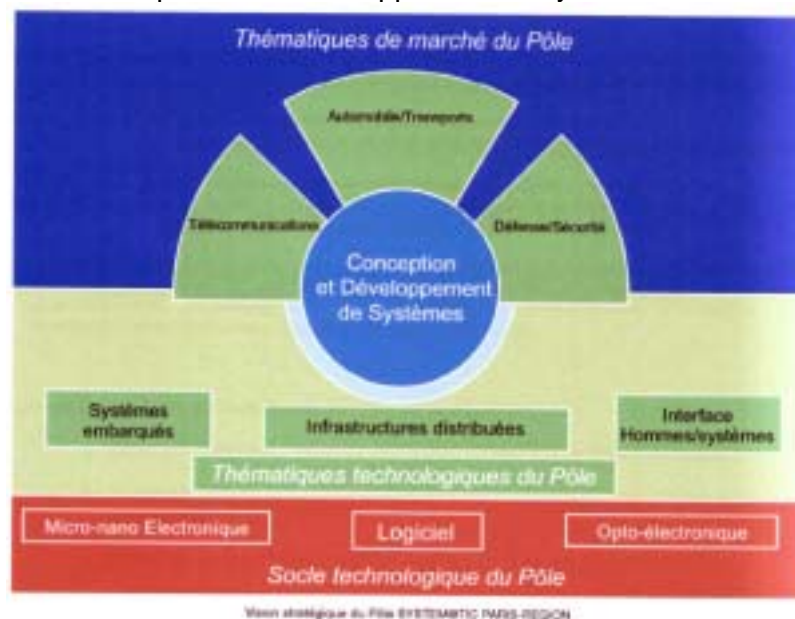 Thématiques de marché du Pôle
Automobile/Transports
Télécommunications
Défense/Sécurité
Conception
et Développement
de Systèmes
Systèmes
embarqués
Infrastructures distribuées
Interface
Hommes/systèmes
Thématiques technologiques du Pôle
Micro-nano Electronique
Logiciel
Opto-électronique
Socle technologique du Pôle
Vision stratégique du Pôle SYSTEM@TIC PARIS-REGION